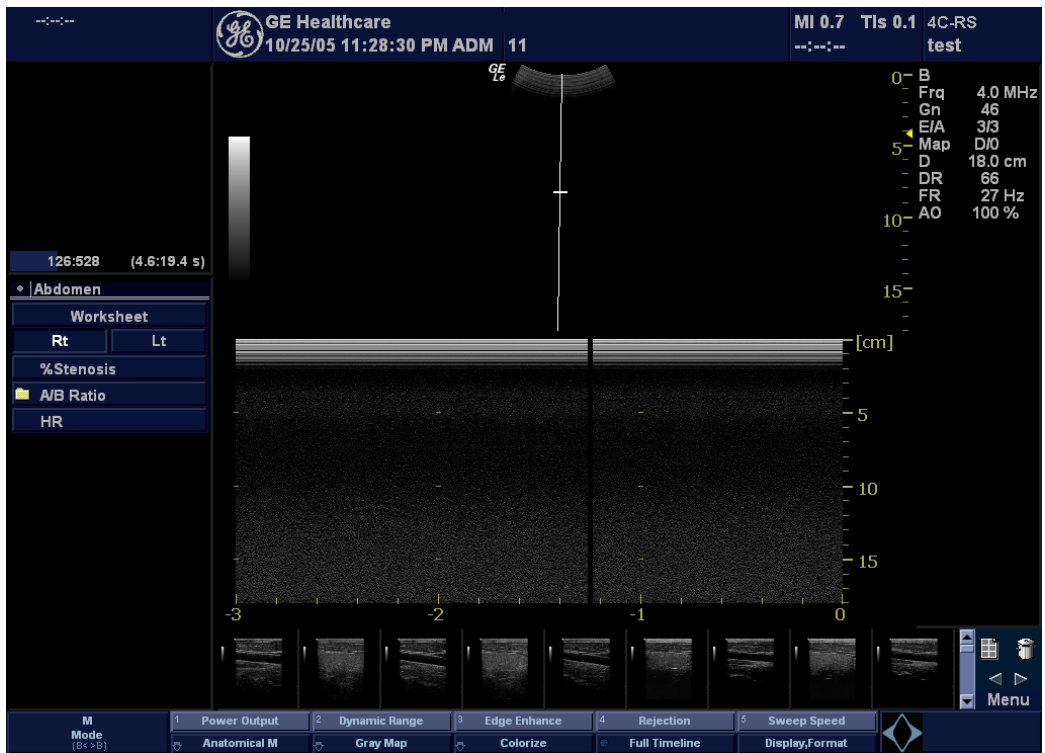 --:--:--
GE Healthcare
10/25/05 11:28:30 PM ADM 11
MI 0.7 TIs 0.1
--:--:--
4C-RS
test
GE
Le
B
Frq 4.0 MHz
Gn 46
E/A 3/3
Map D/0
D 18.0 cm
DR 66
FR 27 Hz
AO 100 %
0
5
10
15
126:528 (4.6:19.4 s)
Abdomen
Worksheet
Rt Lt
%Stenosis
A/B Ratio
HR
[cm]
5
10
15
-3 -2 -1 0
Menu
M
Mode
(B<>B)
1 Power Output 2 Dynamic Range 3 Edge Enhance 4 Rejection 5 Sweep Speed
Anatomical M Gray Map Colorize Full Timeline Display,Format